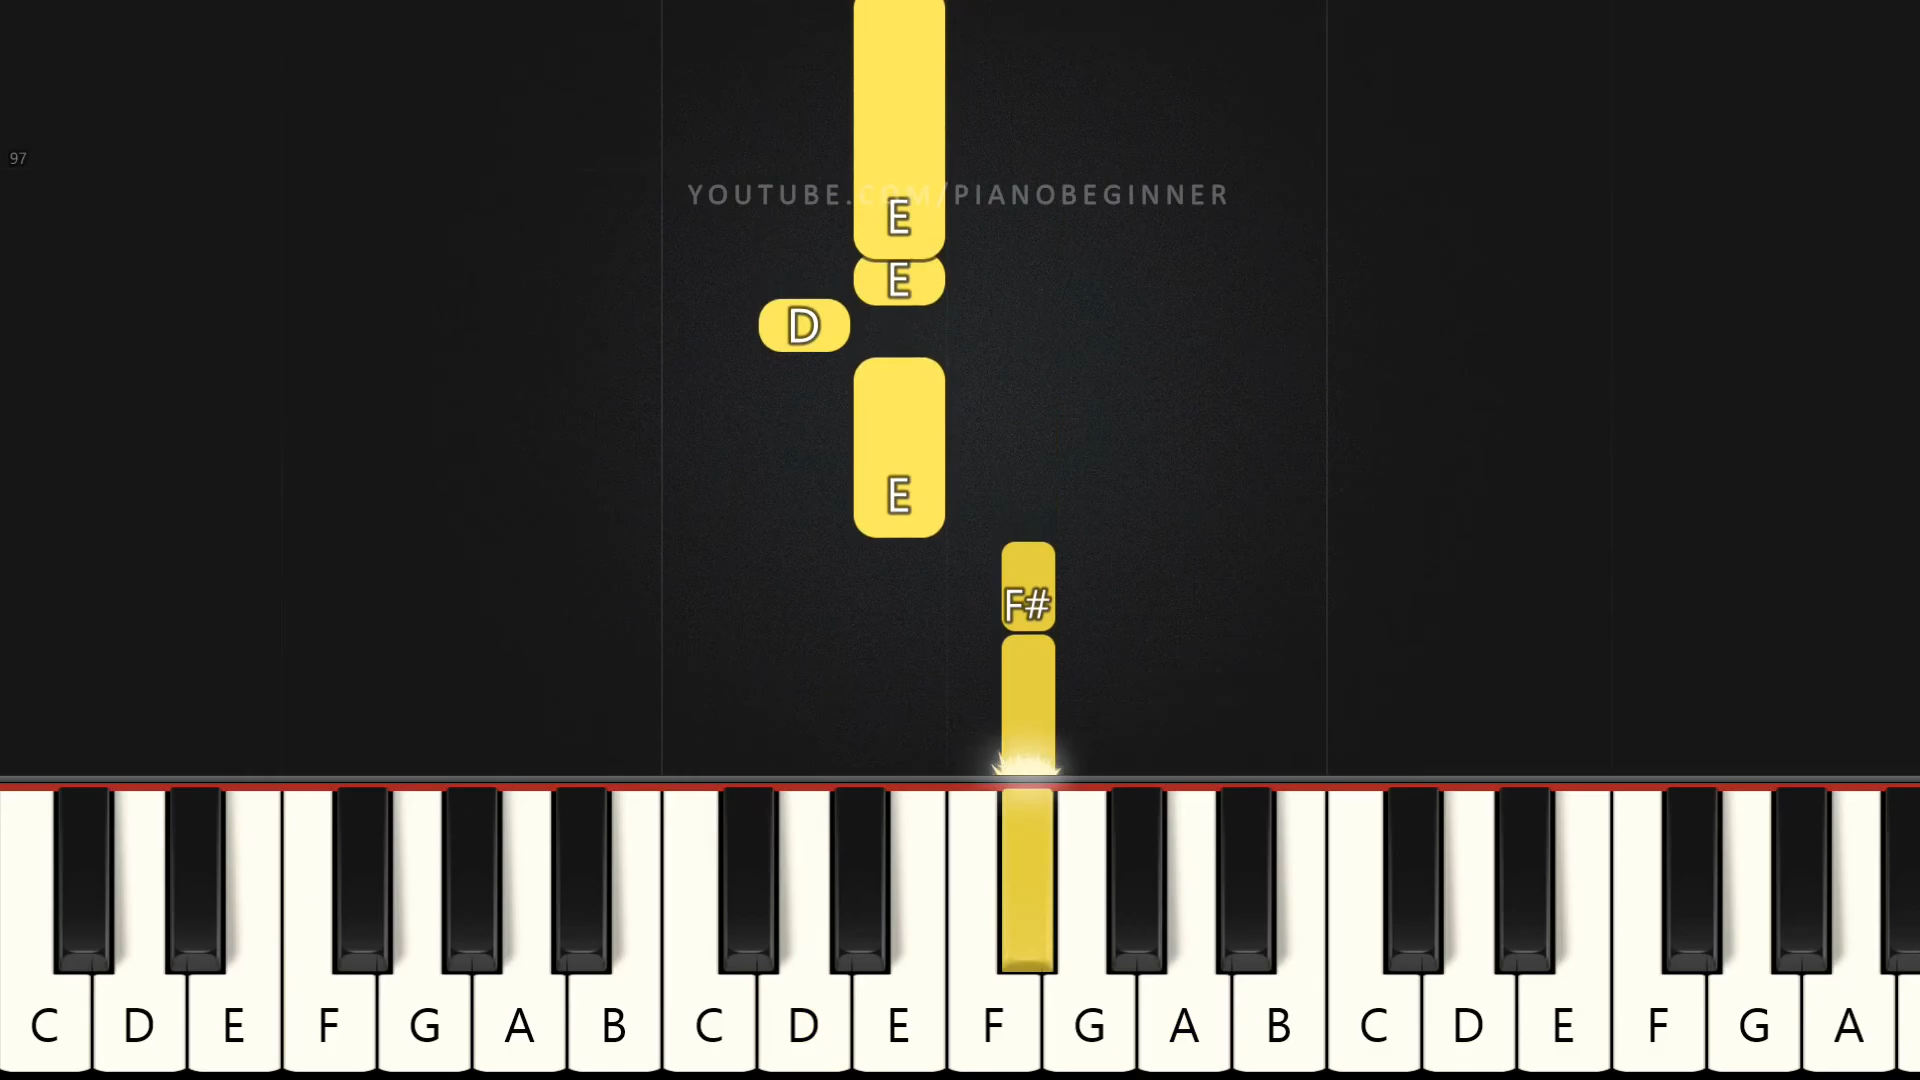 97
YOUTUBE.COM/PIANOBEGINNER
E
E
D
E
F#
C D E F G A B C D E F G A B C D E F G A